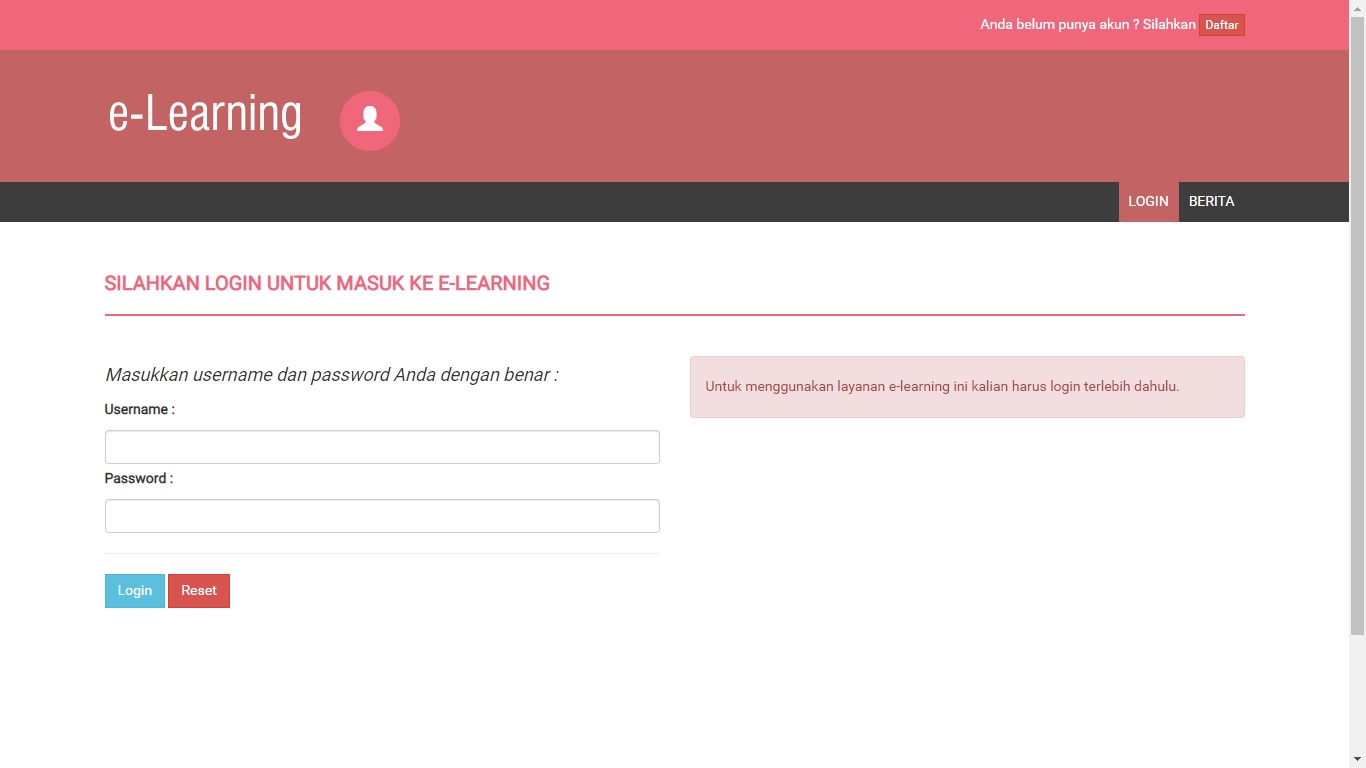 Anda belum punya akun ? Silahkan Daftar
e-Learning
LOGIN BERITA
SILAHKAN LOGIN UNTUK MASUK KE E-LEARNING
Masukkan username dan password Anda dengan benar :
Untuk menggunakan layanan e-learning ini kalian harus login terlebih dahulu.
Username :
Password :
Login Reset